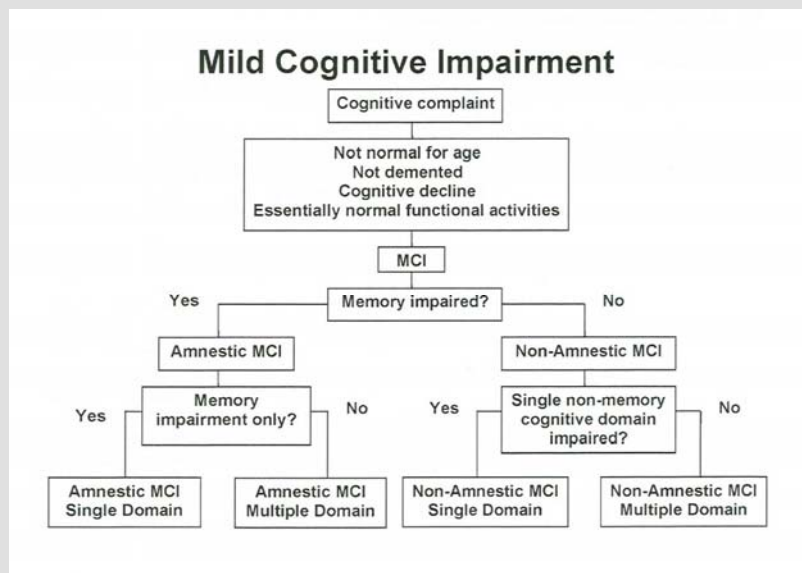 Mild Cognitive Impairment
Cognitive complaint
Not normal for age
Not demented
Cognitive decline
Essentially normal functional activities
MCI
Yes
Memory impaired?
No
Amnestic MCI
Non-Amnestic MCI
Yes
Memory
impairment only?
No
Yes
Single non-memory
cognitive domain
impaired?
No
Amnestic MCI
Single Domain
Amnestic MCI
Multiple Domain
Non-Amnestic MCI
Single Domain
Non-Amnestic MCI
Multiple Domain